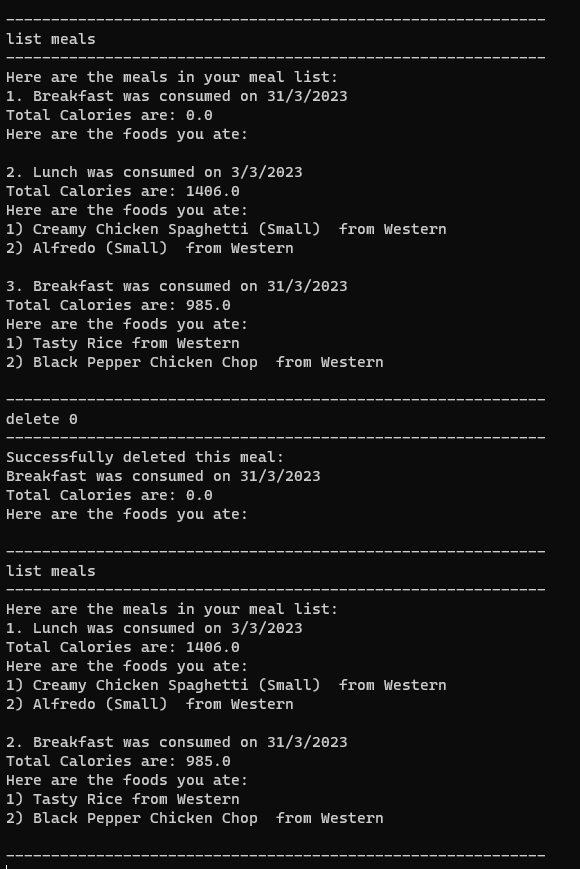 ------------------------------------------------------------
list meals
------------------------------------------------------------
Here are the meals in your meal list:
1. Breakfast was consumed on 31/3/2023
Total Calories are: 0.0
Here are the foods you ate:

2. Lunch was consumed on 3/3/2023
Total Calories are: 1406.0
Here are the foods you ate:
1) Creamy Chicken Spaghetti (Small)  from Western
2) Alfredo (Small)  from Western

3. Breakfast was consumed on 31/3/2023
Total Calories are: 985.0
Here are the foods you ate:
1) Tasty Rice from Western
2) Black Pepper Chicken Chop  from Western

------------------------------------------------------------
delete 0
------------------------------------------------------------
Successfully deleted this meal:
Breakfast was consumed on 31/3/2023
Total Calories are: 0.0
Here are the foods you ate:

------------------------------------------------------------
list meals
------------------------------------------------------------
Here are the meals in your meal list:
1. Lunch was consumed on 3/3/2023
Total Calories are: 1406.0
Here are the foods you ate:
1) Creamy Chicken Spaghetti (Small)  from Western
2) Alfredo (Small)  from Western

2. Breakfast was consumed on 31/3/2023
Total Calories are: 985.0
Here are the foods you ate:
1) Tasty Rice from Western
2) Black Pepper Chicken Chop  from Western

------------------------------------------------------------